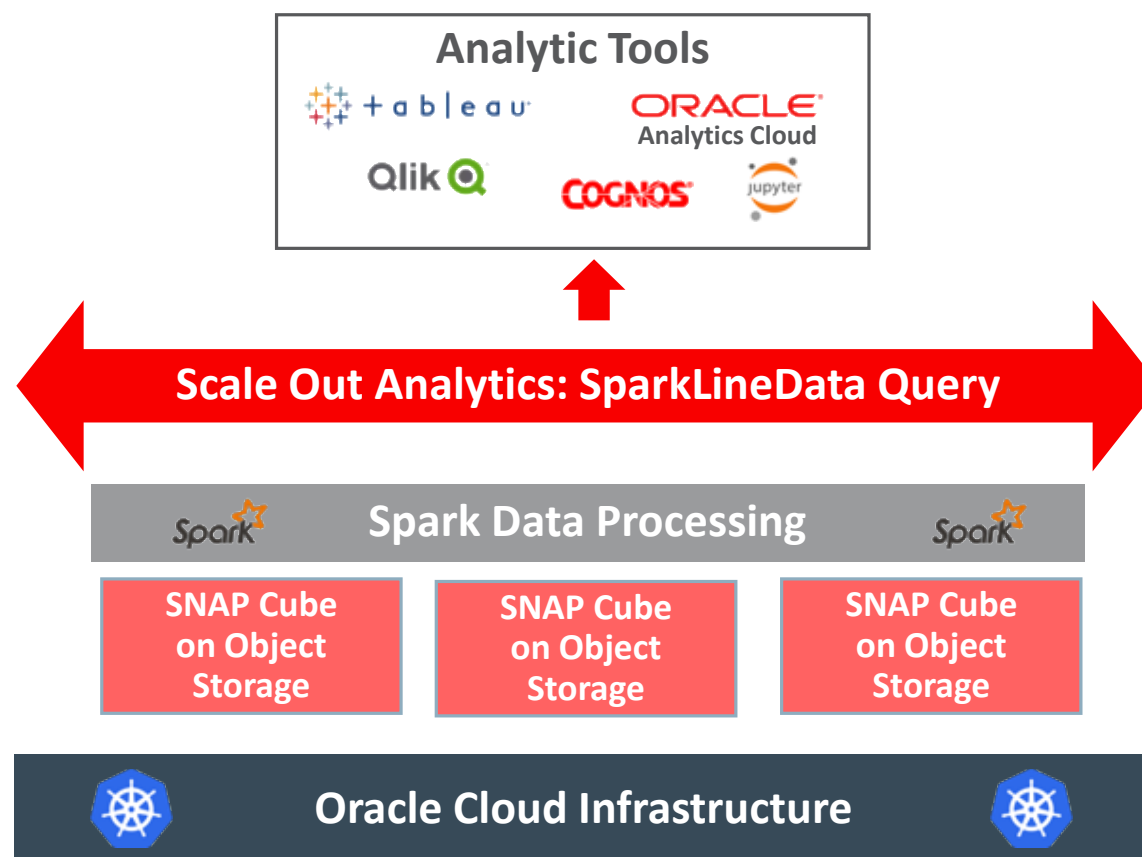 Analytic Tools
+ a b | e a u
ORACLE
Analytics Cloud
Qlik
COGNOS
jupyter
Scale Out Analytics: SparkLineData Query
Spark
Spark Data Processing
Spark
SNAP Cube
on Object
Storage
SNAP Cube
on Object
Storage
SNAP Cube
on Object
Storage
Oracle Cloud Infrastructure